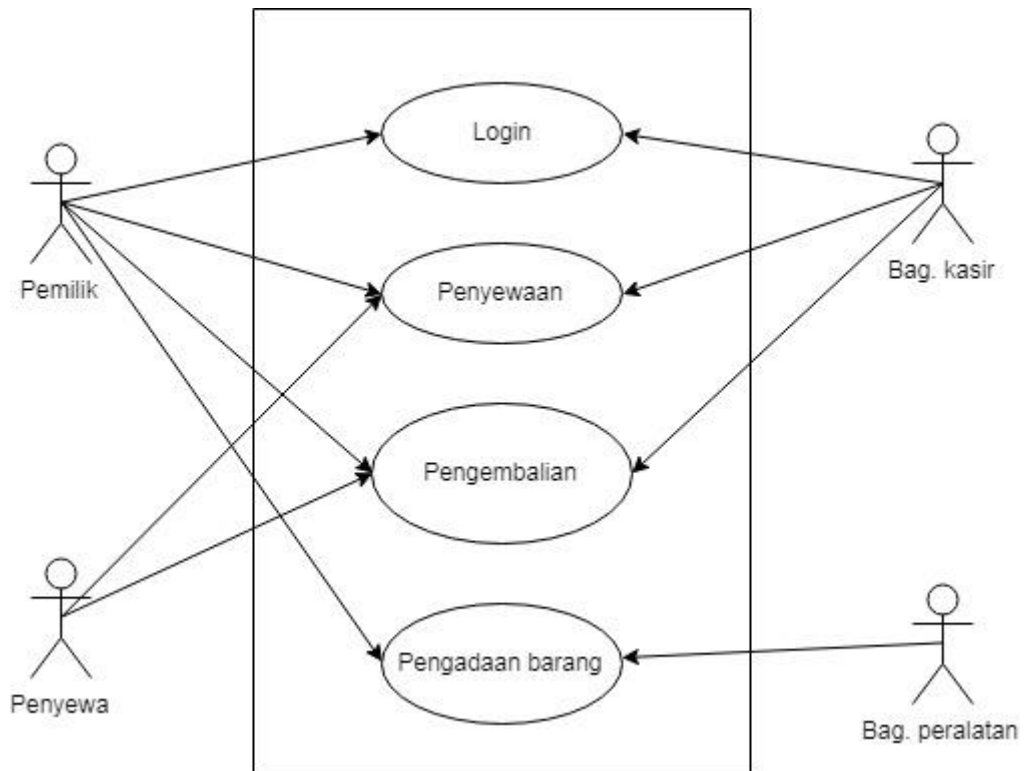 Login
Pemilik
Bag. kasir
Penyewaan
Pengembalian
Pengadaan barang
Penyewa
Bag. peralatan